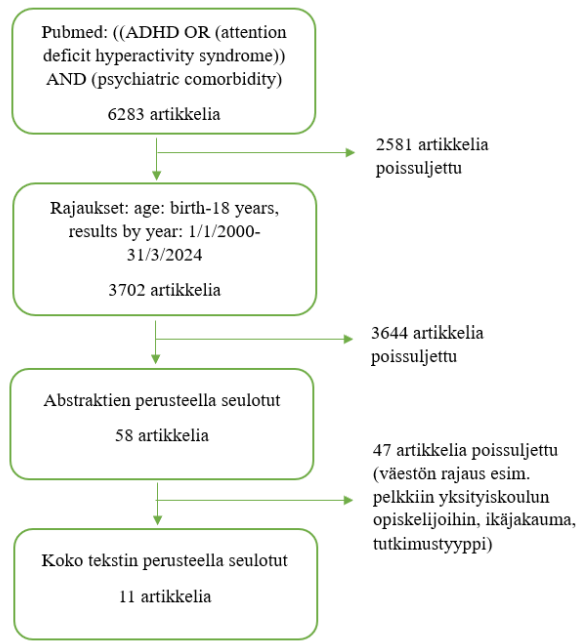 Pubmed: ((ADHD OR (attention
deficit hyperactivity syndrome))
AND (psychiatric comorbidity)
6283 artikkelia
2581 artikkelia
poissuljettu
Rajaukset: age: birth-18 years,
results by year: 1/1/2000-
31/3/2024
3702 artikkelia
3644 artikkelia
poissuljettu
Abstraktien perusteella seulotut
58 artikkelia
47 artikkelia poissuljettu
(väestön rajaus esim.
pelkkiin yksityiskoulun
opiskelijoihin, ikäjakauma,
tutkimustyyppi)
Koko tekstin perusteella seulotut
11 artikkelia